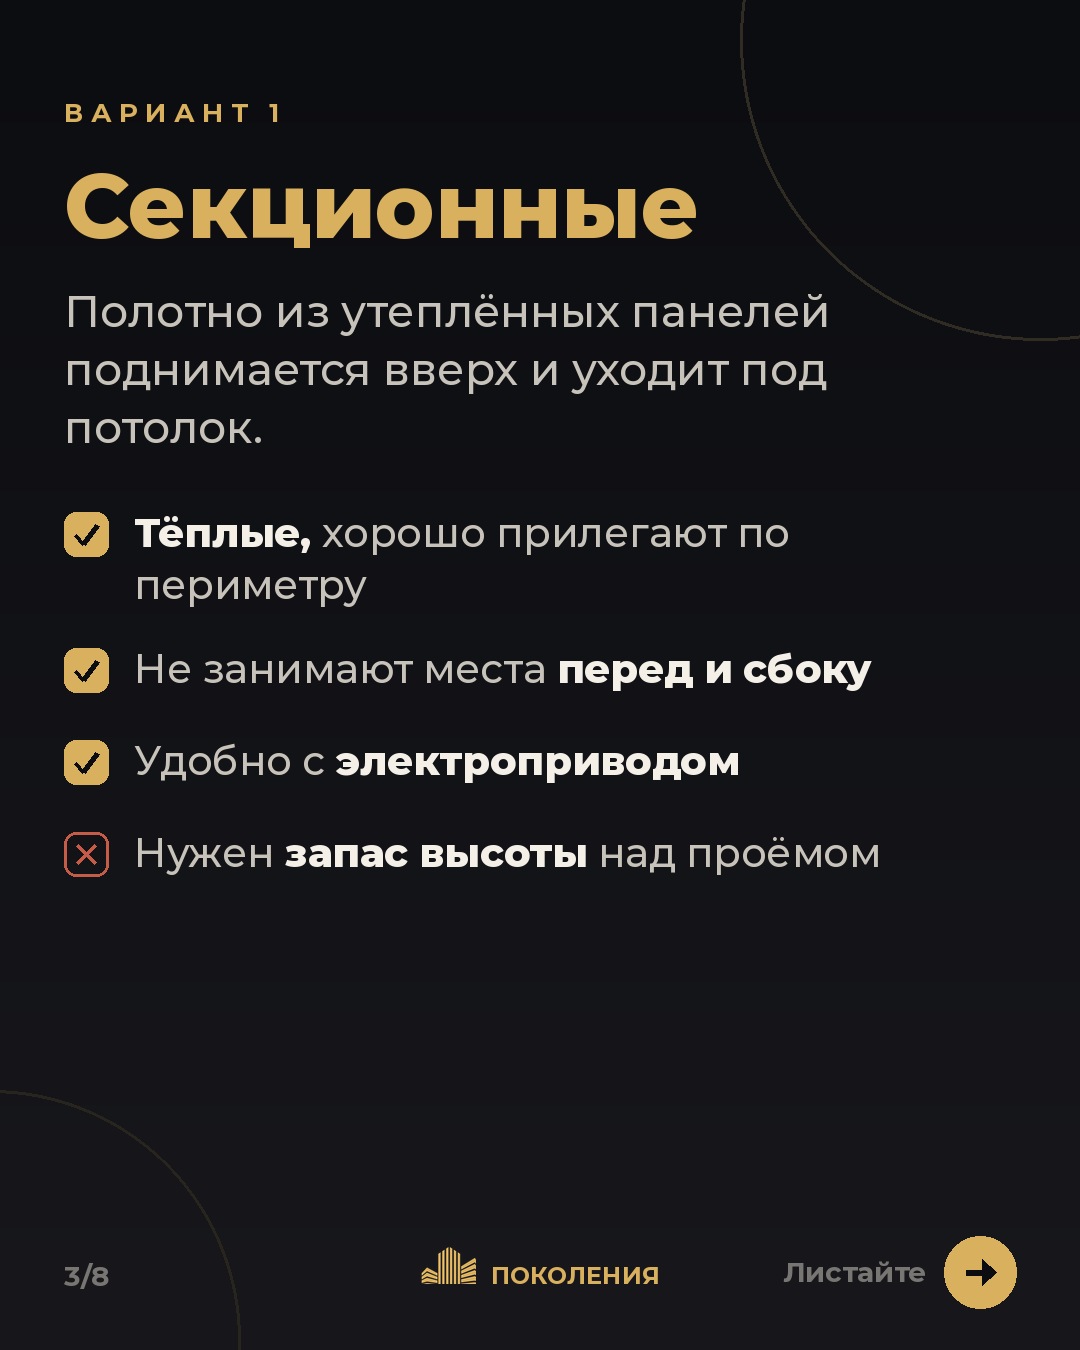 ВАРИАНТ 1
Секционные
Полотно из утеплённых панелей
поднимается вверх и уходит под
потолок.
Тёплые, хорошо прилегают по
периметру
Не занимают места перед и сбоку
Удобно с электроприводом
Нужен запас высоты над проёмом
3/8
ПОКОЛЕНИЯ
Листайте